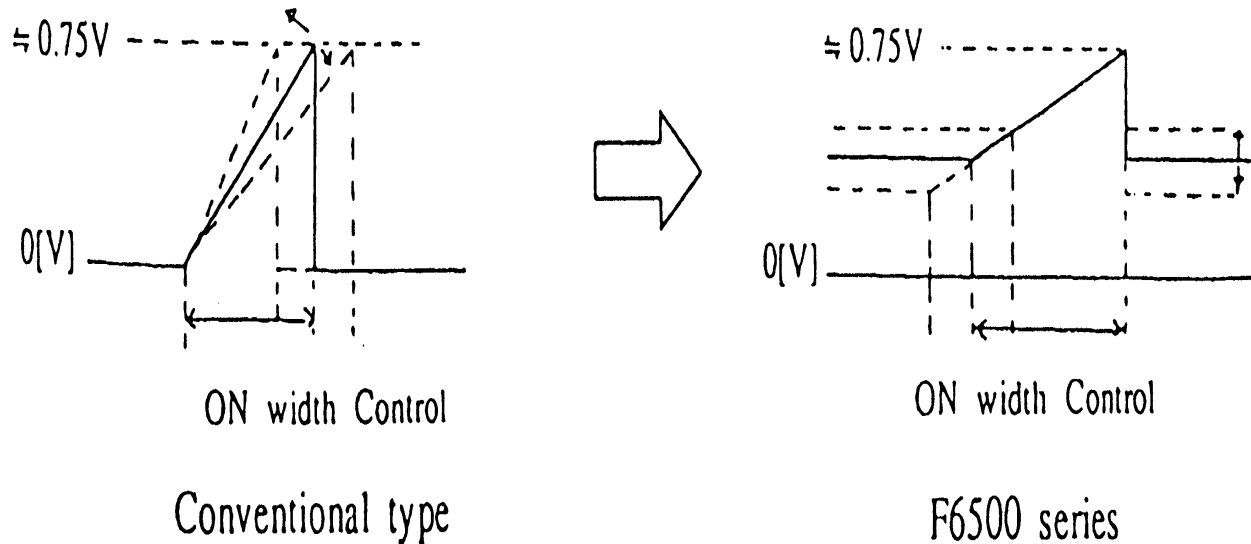 ≒0.75V
0[V]
ON width Control
Conventional type
≒0.75V
0[V]
ON width Control
F6500 series